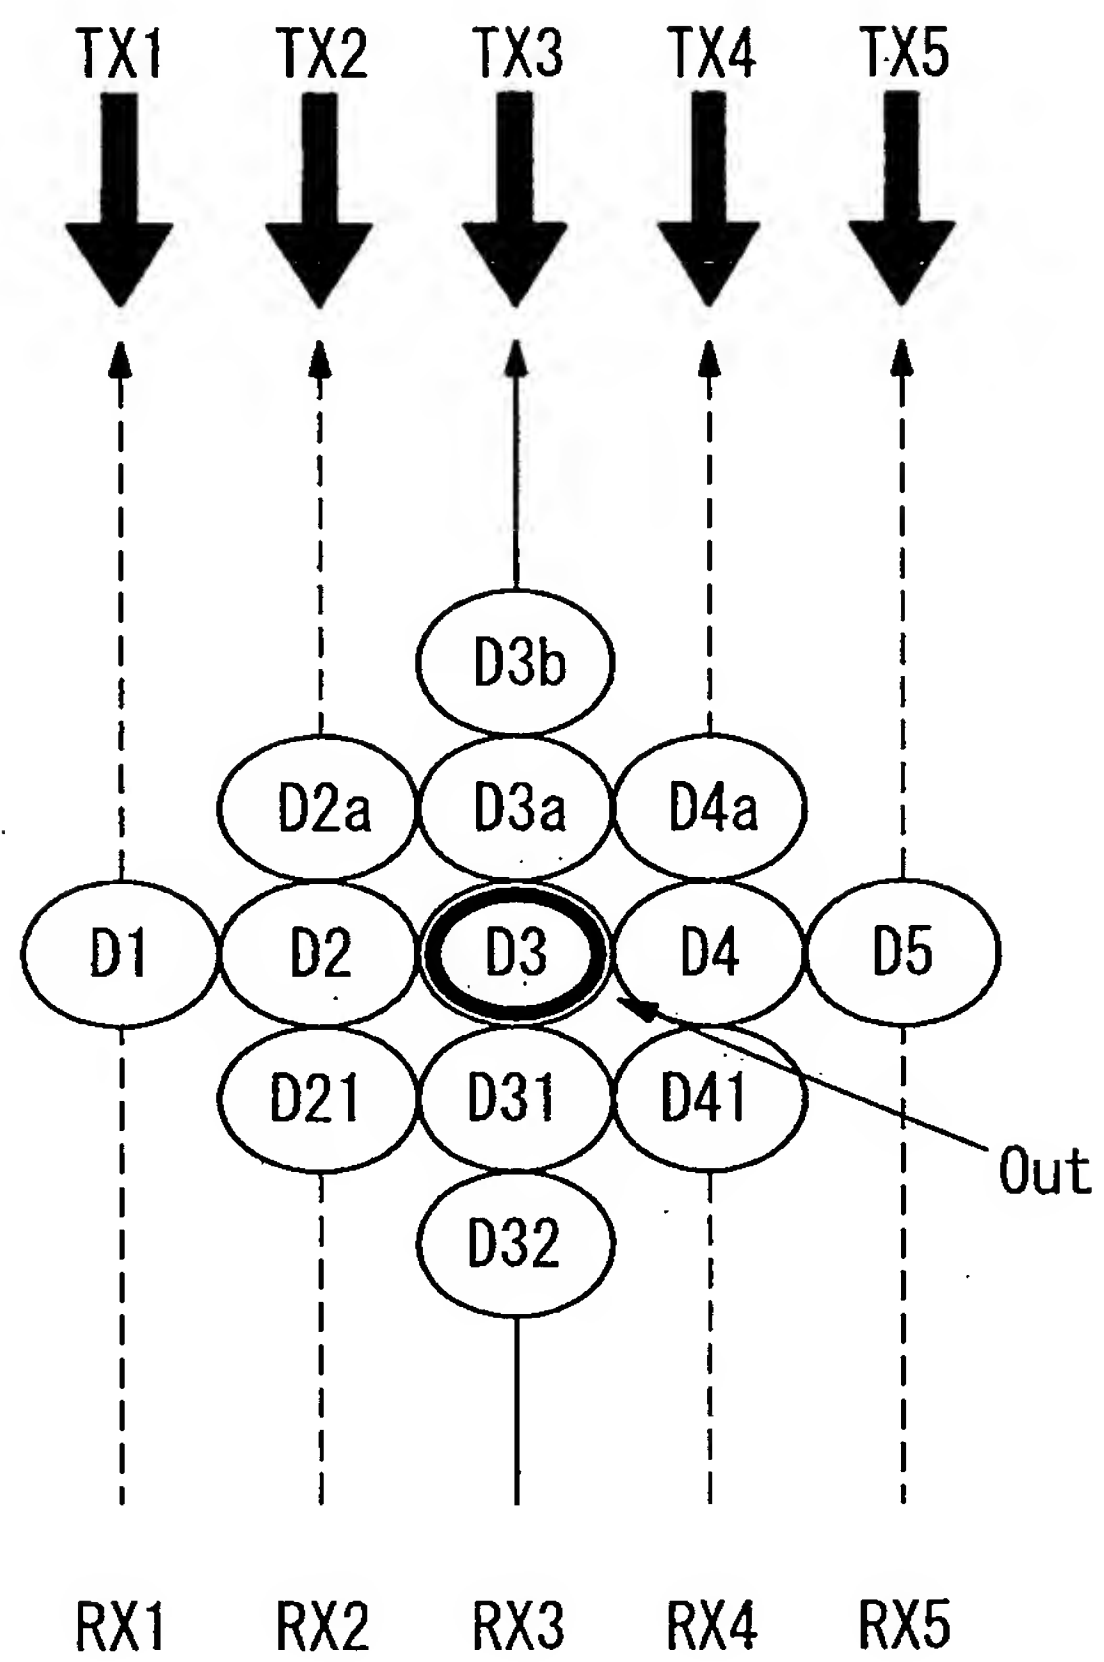 TX1 TX2 TX3 TX4 TX5
D3b
D2a D3a D4a
D1 D2 D3 D4 D5
D21 D31 D41
Out
D32
RX1 RX2 RX3 RX4 RX5